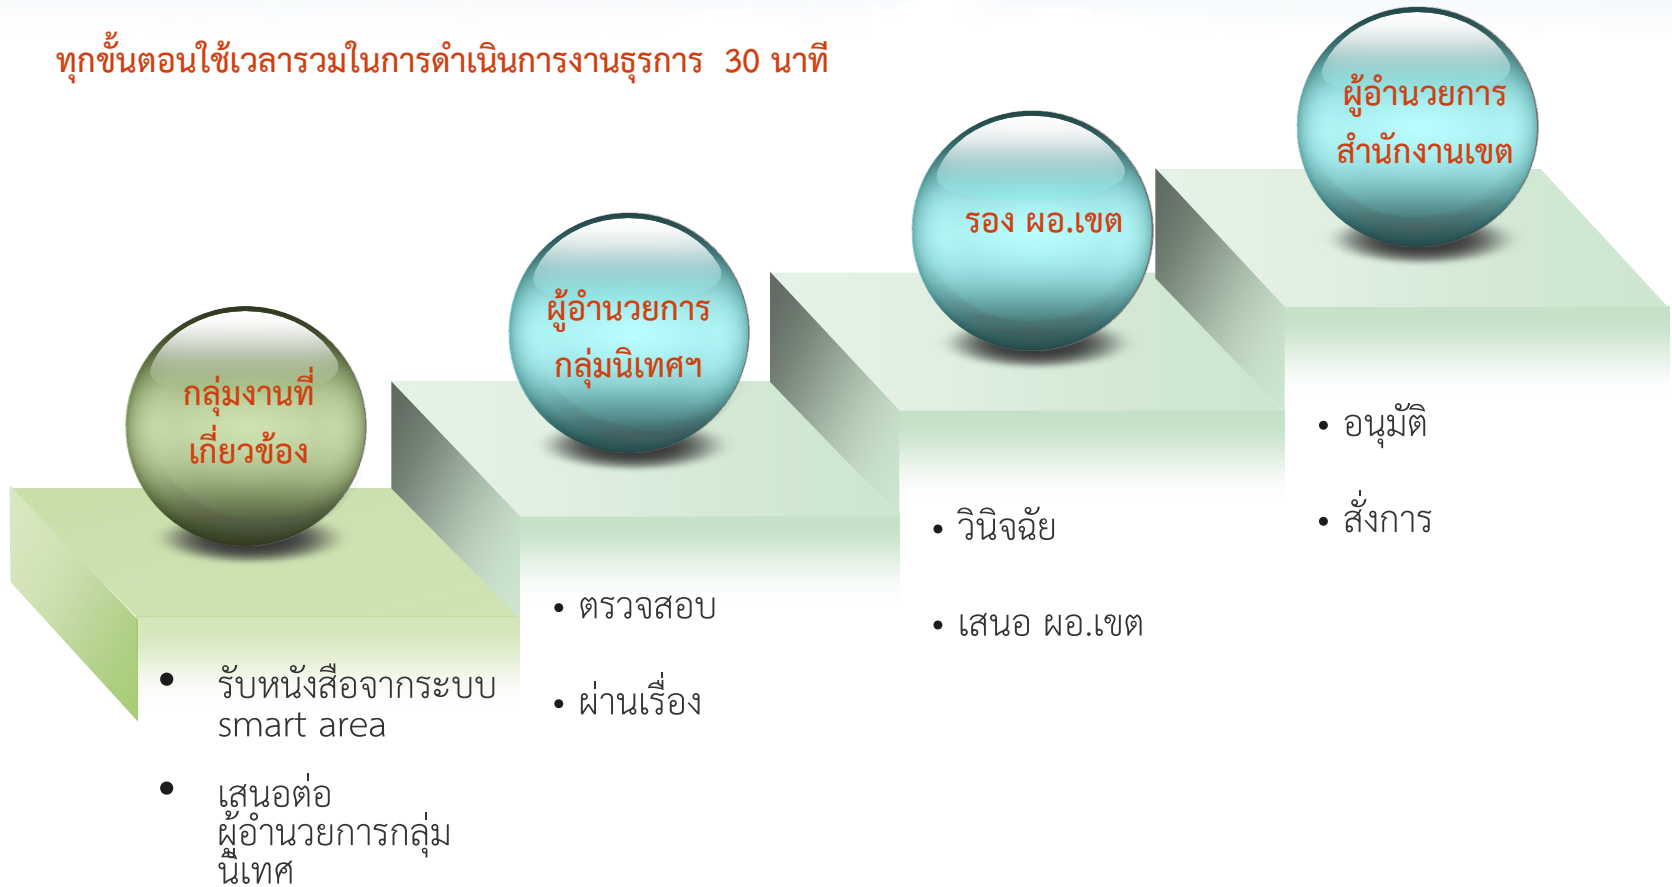 ทุกขั้นตอนใช้เวลารวมในการดำเนินการงานธุรการ 30 นาที
กลุ่มงานที่
เกี่ยวข้อง
• รับหนังสือจากระบบ
smart area
• เสนอต่อ
ผู้อำนวยการกลุ่ม
นิเทศ
ผู้อำนวยการ
กลุ่มนิเทศฯ
• ตรวจสอบ
• ผ่านเรื่อง
รอง ผอ.เขต
• วินิจฉัย
• เสนอ ผอ.เขต
ผู้อำนวยการ
สำนักงานเขต
• อนุมัติ
• สั่งการ